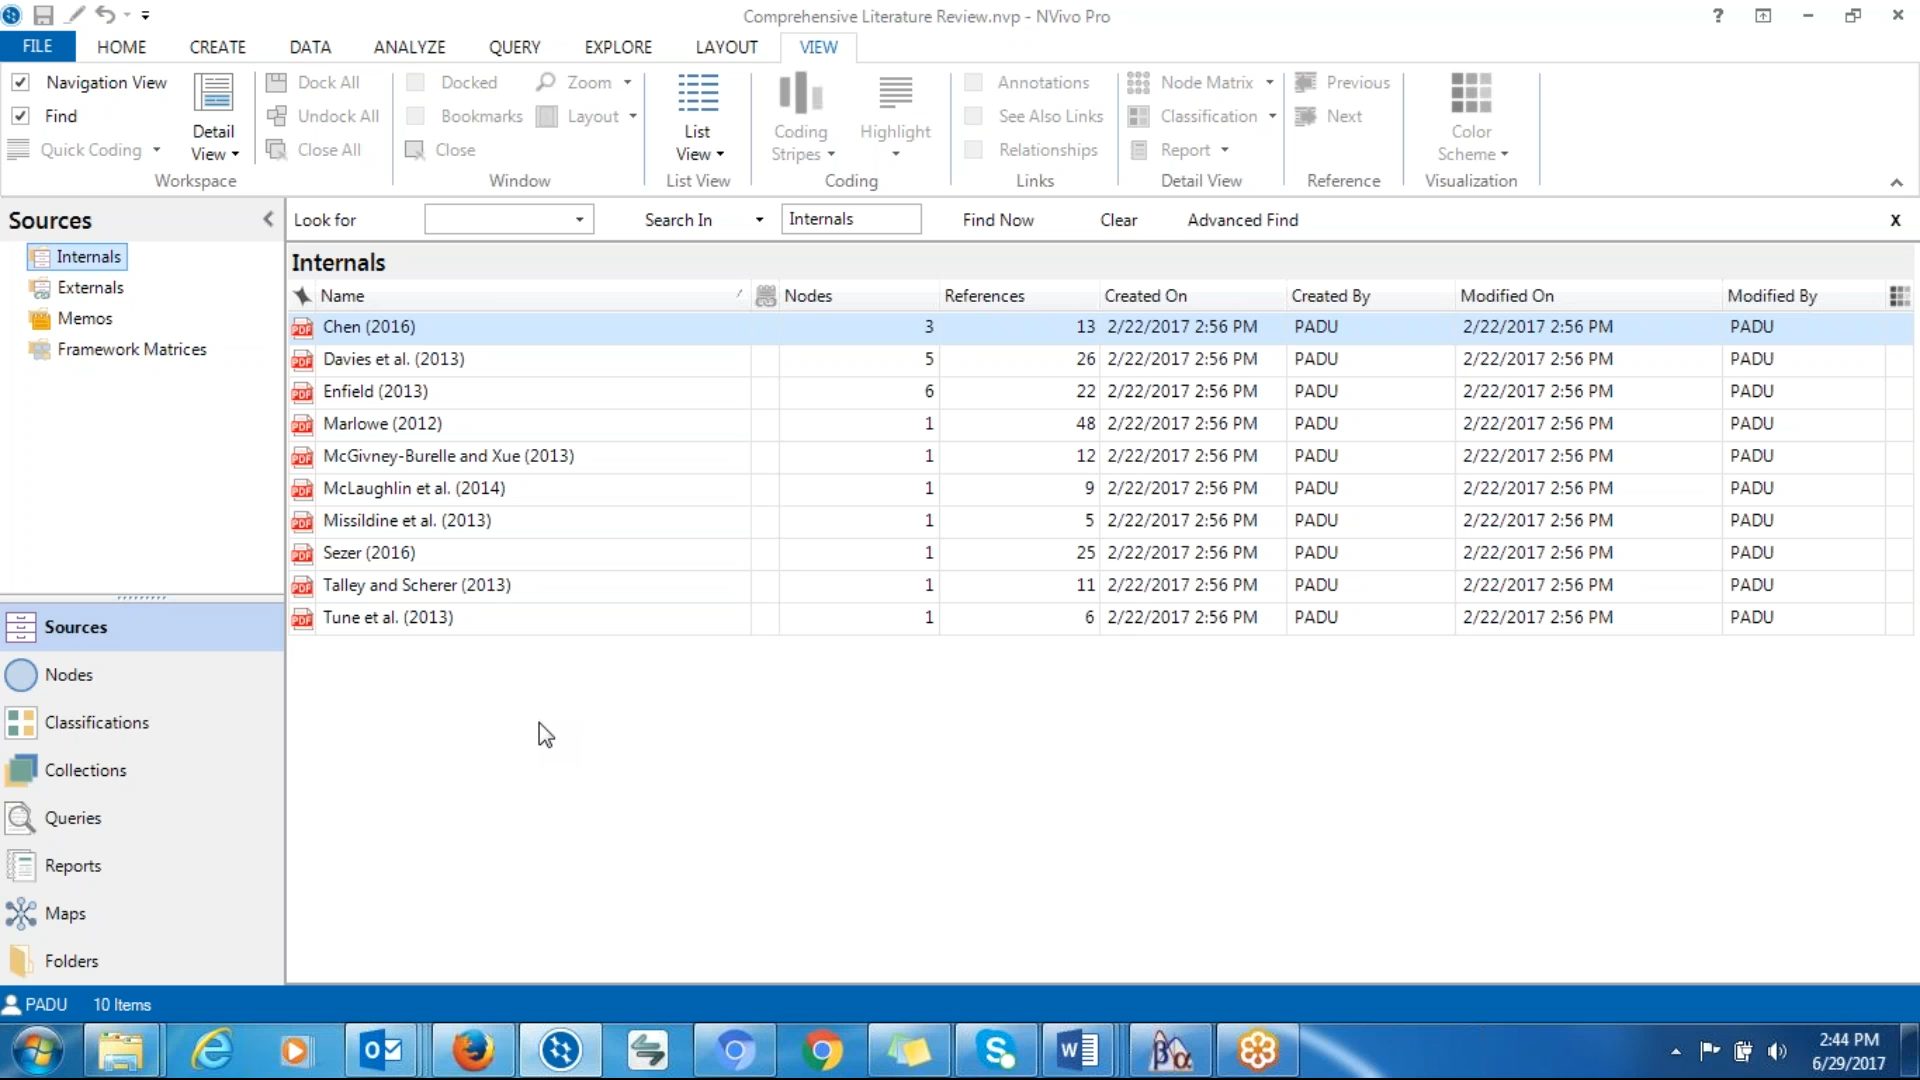 Comprehensive Literature Review.nvp - NVivo Pro
?
FILE HOME CREATE DATA ANALYZE QUERY EXPLORE LAYOUT VIEW
Navigation View
Find
Quick Coding
Detail
View
Workspace
Dock All
Undock All
Close All
Docked
Bookmarks
Close
Zoom
Layout
Window
List
View
List View
Coding
Stripes
Highlight
Coding
Annotations
See Also Links
Relationships
Links
Node Matrix
Classification
Report
Detail View
Previous
Next
Reference
Color
Scheme
Visualization
Sources
Internals
Externals
Memos
Framework Matrices
Look for Search In Internals Find Now Clear Advanced Find X
Internals
Name Nodes References Created On Created By Modified On Modified By
PDF Chen (2016) 3 13 2/22/2017 2:56 PM PADU 2/22/2017 2:56 PM PADU
PDF Davies et al. (2013) 5 26 2/22/2017 2:56 PM PADU 2/22/2017 2:56 PM PADU
PDF Enfield (2013) 6 22 2/22/2017 2:56 PM PADU 2/22/2017 2:56 PM PADU
PDF Marlowe (2012) 1 48 2/22/2017 2:56 PM PADU 2/22/2017 2:56 PM PADU
PDF McGivney-Burelle and Xue (2013) 1 12 2/22/2017 2:56 PM PADU 2/22/2017 2:56 PM PADU
PDF McLaughlin et al. (2014) 1 9 2/22/2017 2:56 PM PADU 2/22/2017 2:56 PM PADU
PDF Missildine et al. (2013) 1 5 2/22/2017 2:56 PM PADU 2/22/2017 2:56 PM PADU
PDF Sezer (2016) 1 25 2/22/2017 2:56 PM PADU 2/22/2017 2:56 PM PADU
PDF Talley and Scherer (2013) 1 11 2/22/2017 2:56 PM PADU 2/22/2017 2:56 PM PADU
PDF Tune et al. (2013) 1 6 2/22/2017 2:56 PM PADU 2/22/2017 2:56 PM PADU
Sources
Nodes
Classifications
Collections
Queries
Reports
Maps
Folders
PADU 10 Items
2:44 PM
6/29/2017